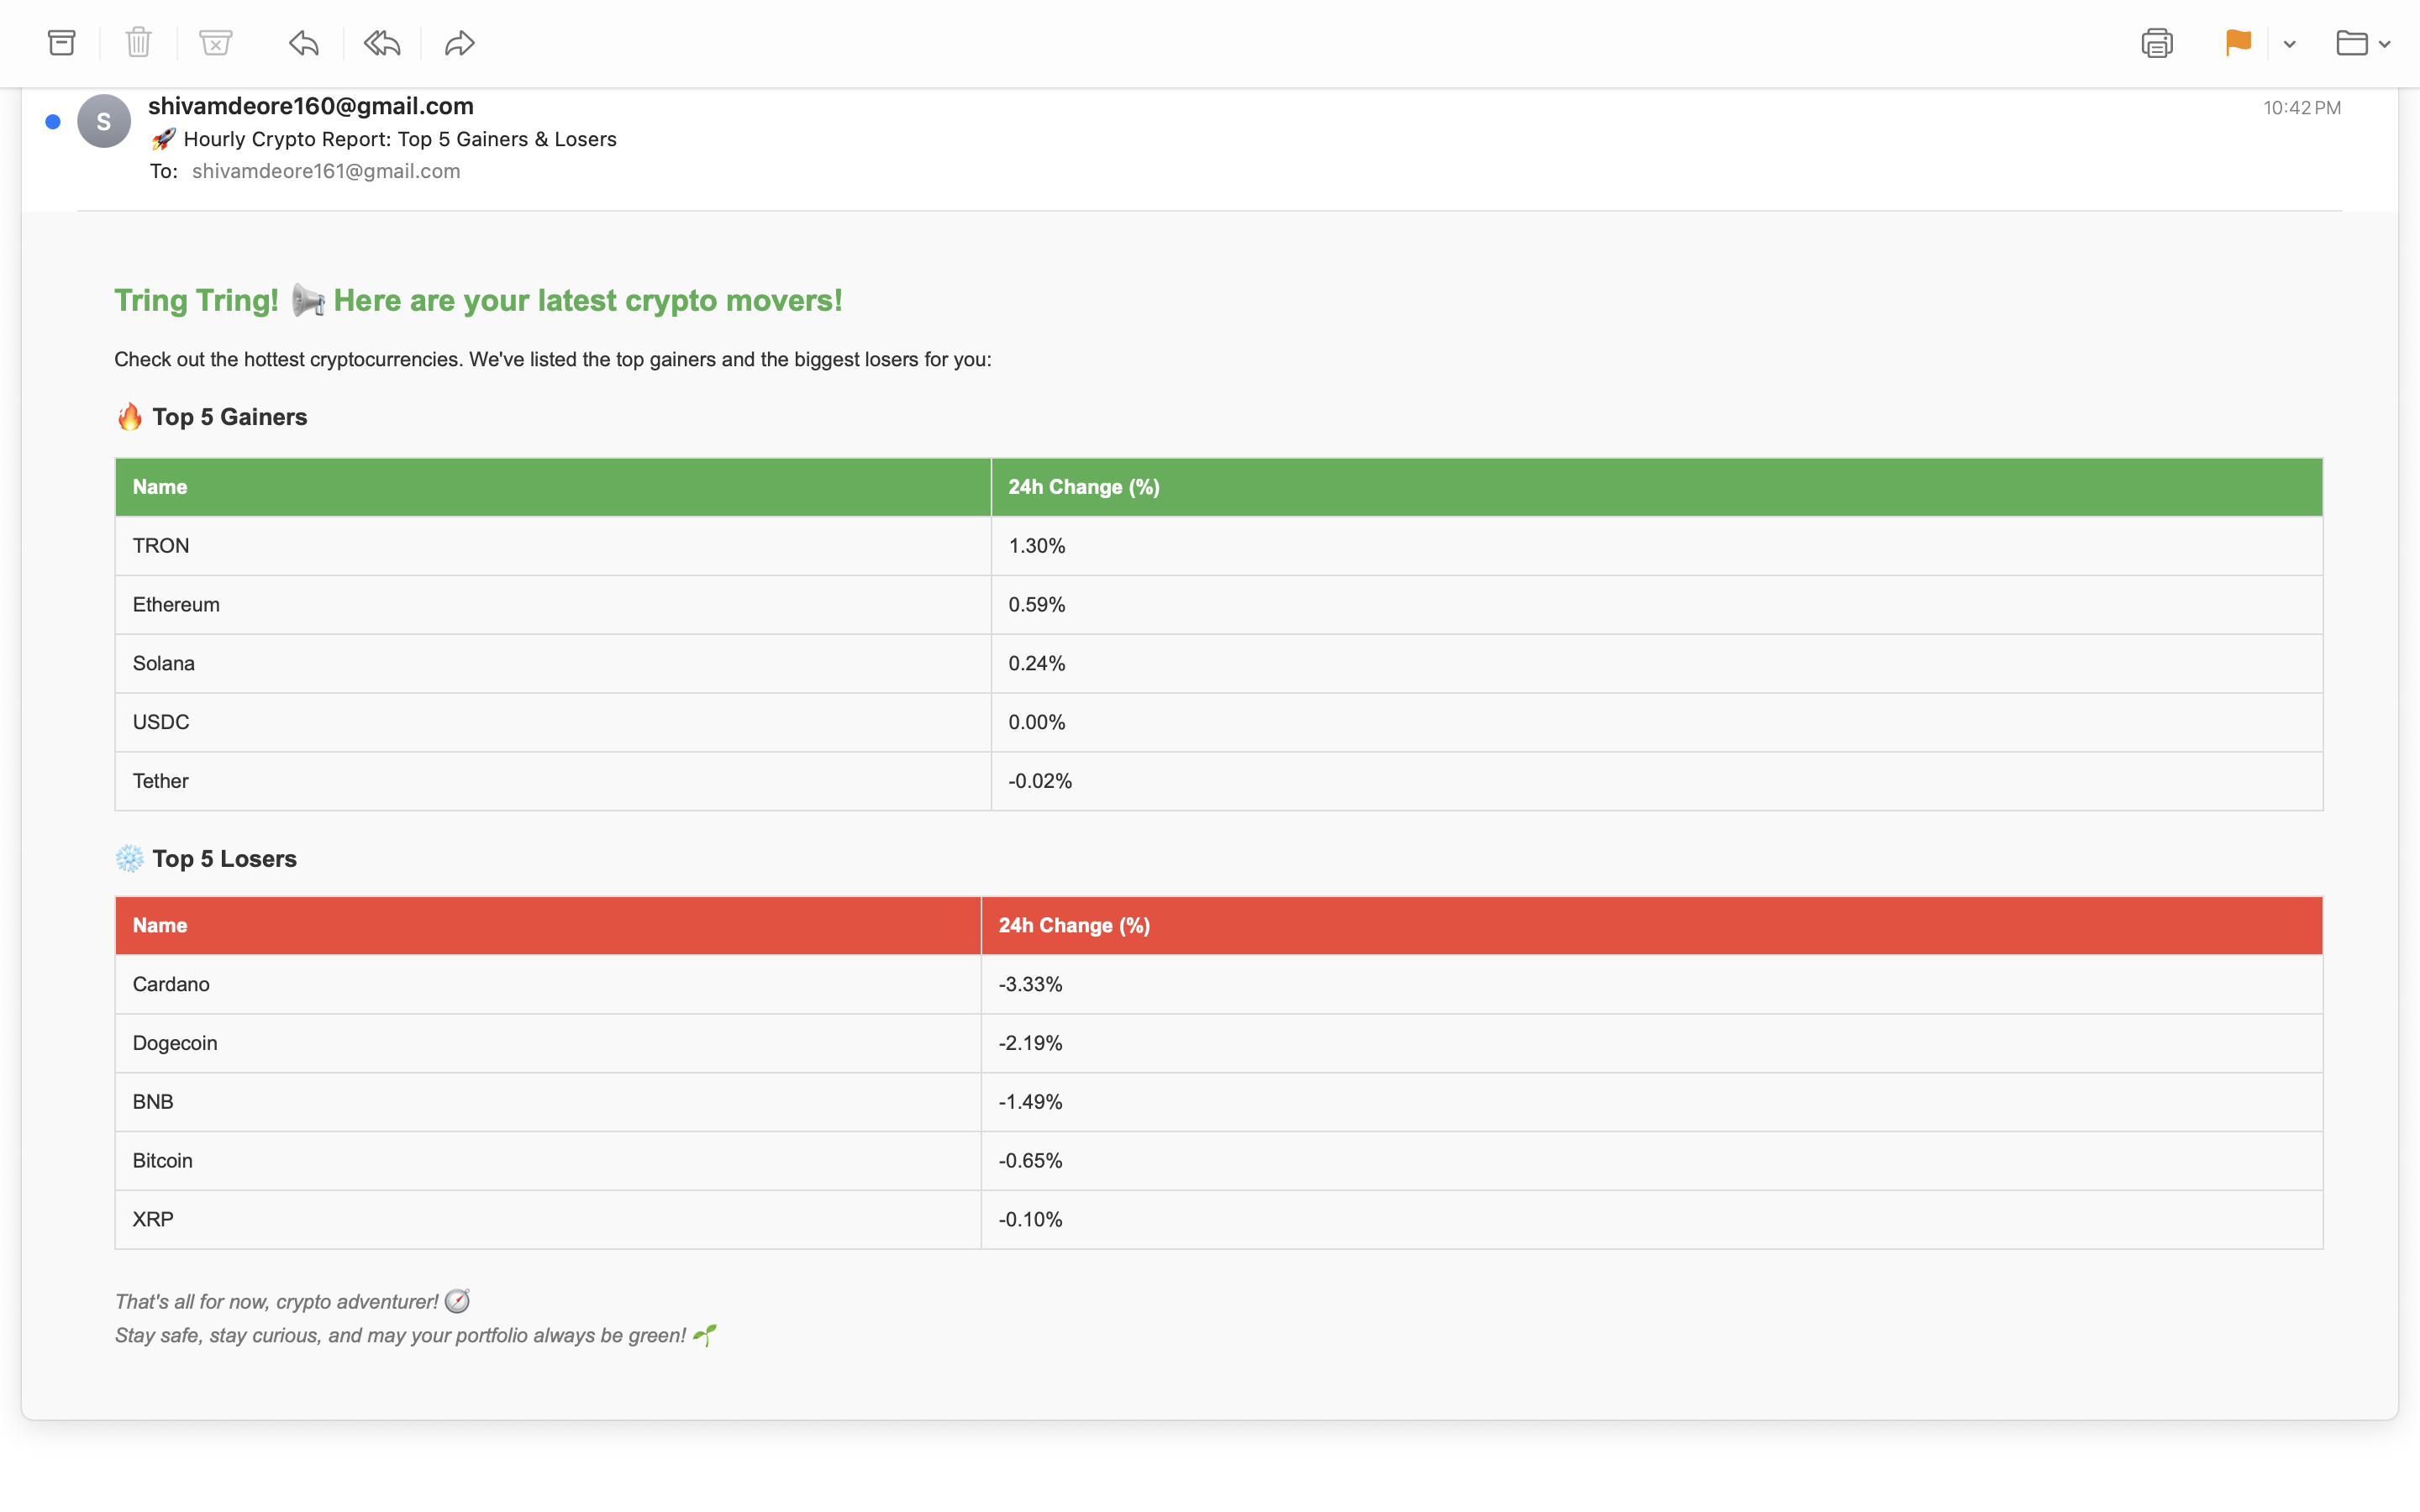 shivamdeore160@gmail.com
10:42 PM
S
🚀 Hourly Crypto Report: Top 5 Gainers & Losers
To: shivamdeore161@gmail.com
Tring Tring! 📢 Here are your latest crypto movers!
Check out the hottest cryptocurrencies. We've listed the top gainers and the biggest losers for you:
🔥 Top 5 Gainers
Name 24h Change (%)
TRON 1.30%
Ethereum 0.59%
Solana 0.24%
USDC 0.00%
Tether -0.02%
❄️ Top 5 Losers
Name 24h Change (%)
Cardano -3.33%
Dogecoin -2.19%
BNB -1.49%
Bitcoin -0.65%
XRP -0.10%
That's all for now, crypto adventurer! 🧭
Stay safe, stay curious, and may your portfolio always be green! 🌱